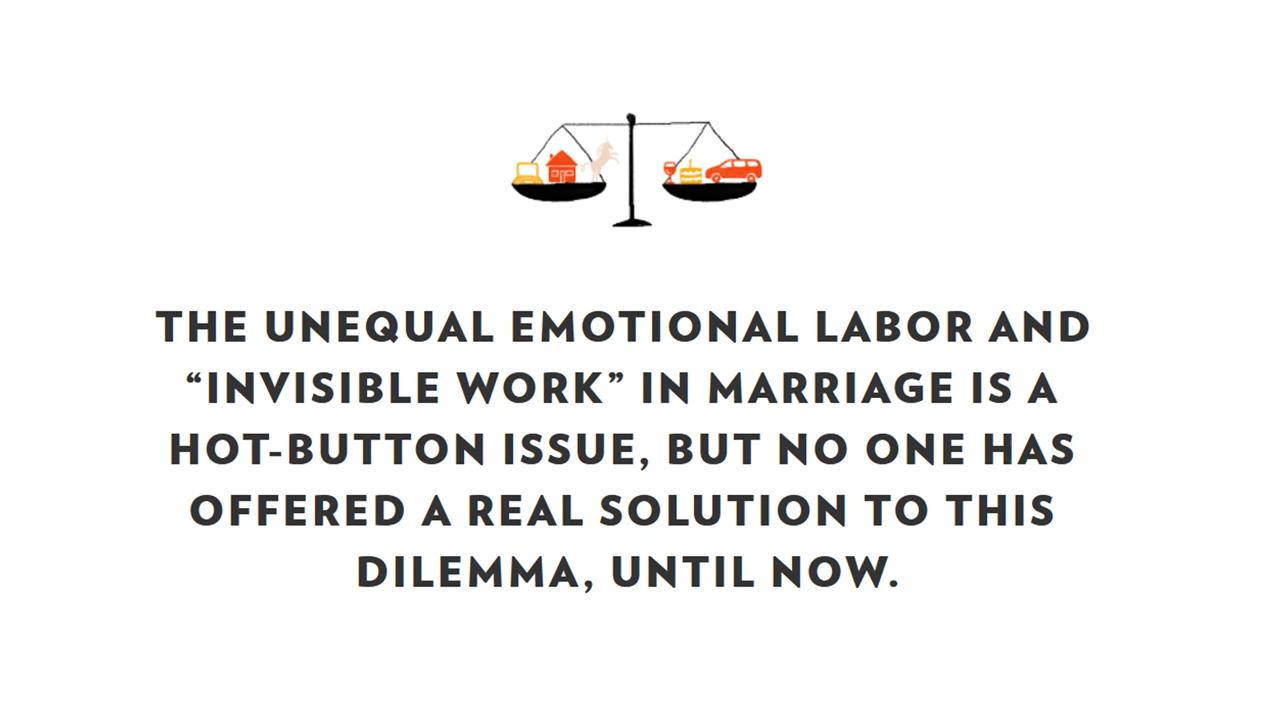 THE UNEQUAL EMOTIONAL LABOR AND
“INVISIBLE WORK” IN MARRIAGE IS A
HOT-BUTTON ISSUE, BUT NO ONE HAS
OFFERED A REAL SOLUTION TO THIS
DILEMMA, UNTIL NOW.